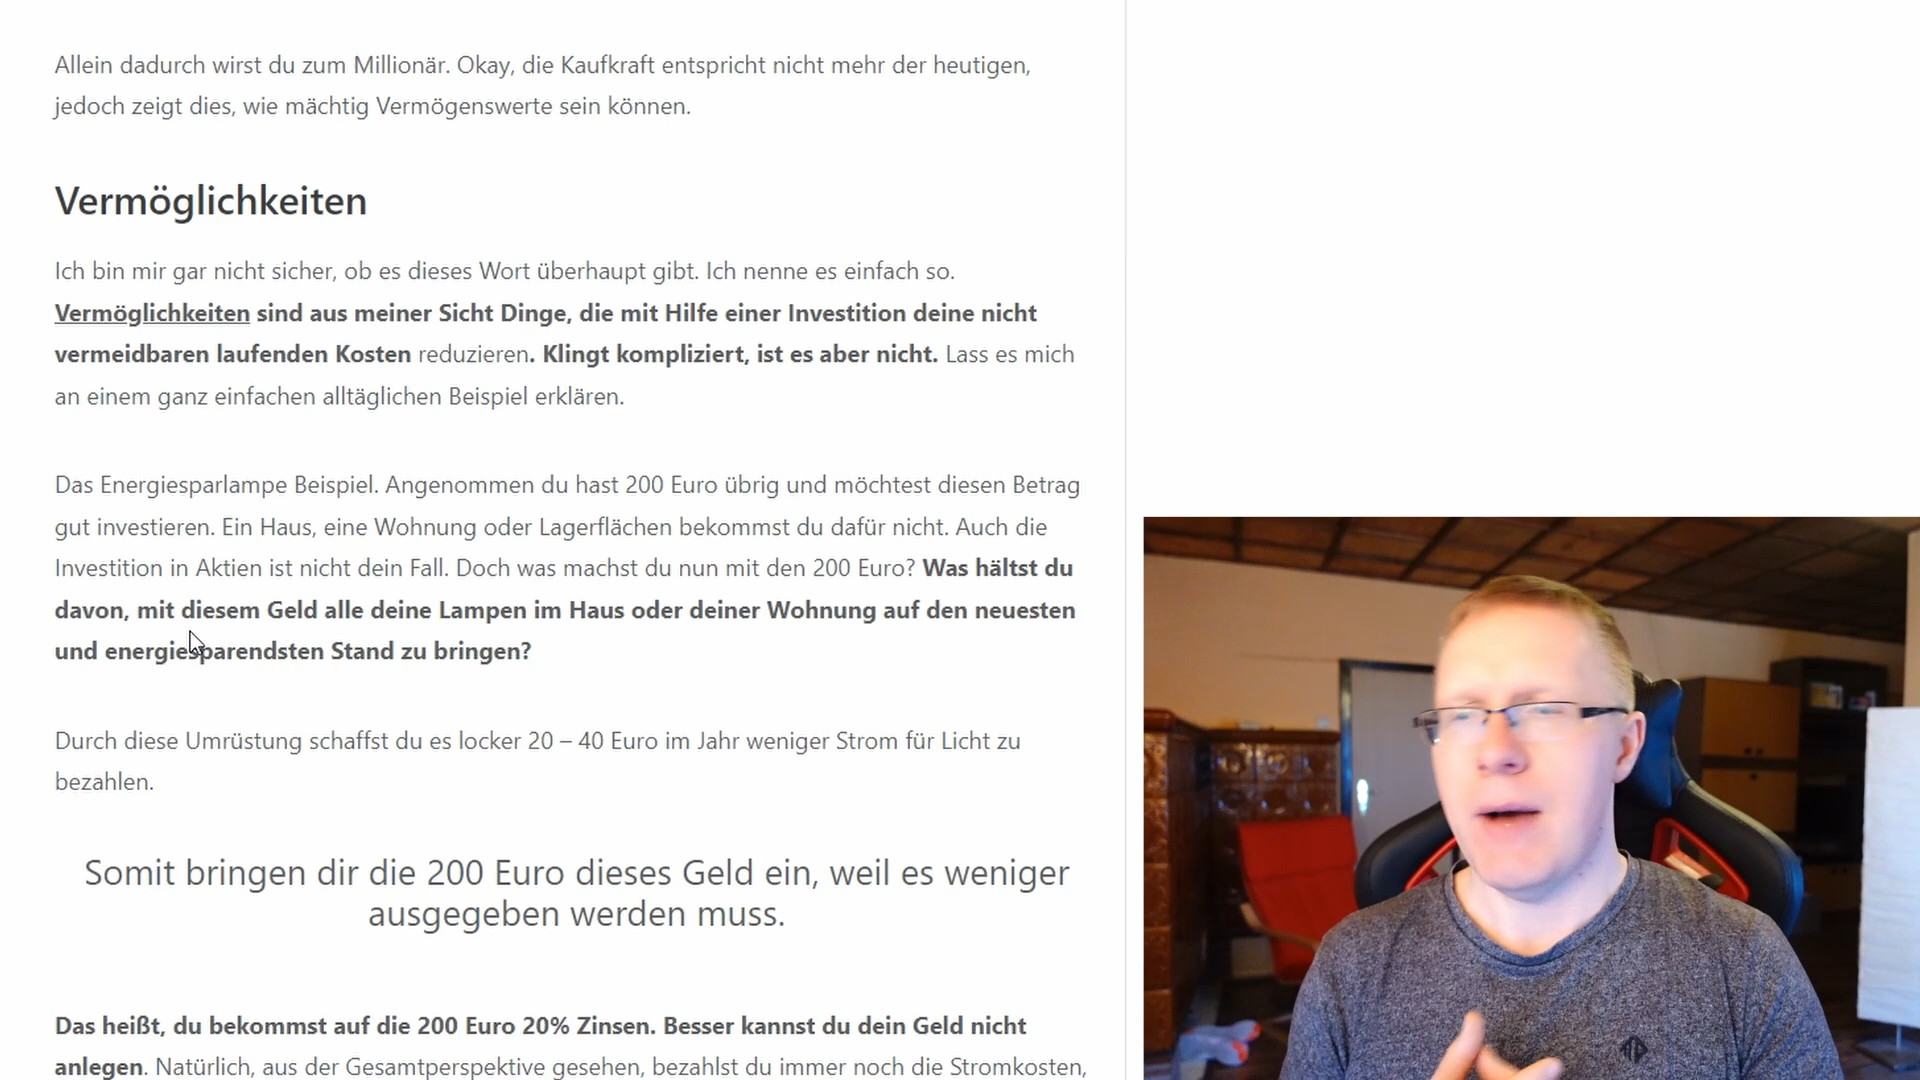 Allein dadurch wirst du zum Millionär. Okay, die Kaufkraft entspricht nicht mehr der heutigen,
jedoch zeigt dies, wie mächtig Vermögenswerte sein können.
Vermöglichkeiten
Ich bin mir gar nicht sicher, ob es dieses Wort überhaupt gibt. Ich nenne es einfach so.
Vermöglichkeiten sind aus meiner Sicht Dinge, die mit Hilfe einer Investition deine nicht
vermeidbaren laufenden Kosten reduzieren. Klingt kompliziert, ist es aber nicht. Lass es mich
an einem ganz einfachen alltäglichen Beispiel erklären.
Das Energiesparlampe Beispiel. Angenommen du hast 200 Euro übrig und möchtest diesen Betrag
gut investieren. Ein Haus, eine Wohnung oder Lagerflächen bekommst du dafür nicht. Auch die
Investition in Aktien ist nicht dein Fall. Doch was machst du nun mit den 200 Euro? Was hältst du
davon, mit diesem Geld alle deine Lampen im Haus oder deiner Wohnung auf den neuesten
und energiesparendsten Stand zu bringen?
Durch diese Umrüstung schaffst du es locker 20 – 40 Euro im Jahr weniger Strom für Licht zu
bezahlen.
Somit bringen dir die 200 Euro dieses Geld ein, weil es weniger
ausgegeben werden muss.
Das heißt, du bekommst auf die 200 Euro 20% Zinsen. Besser kannst du dein Geld nicht
anlegen. Natürlich, aus der Gesamtperspektive gesehen, bezahlst du immer noch die Stromkosten,